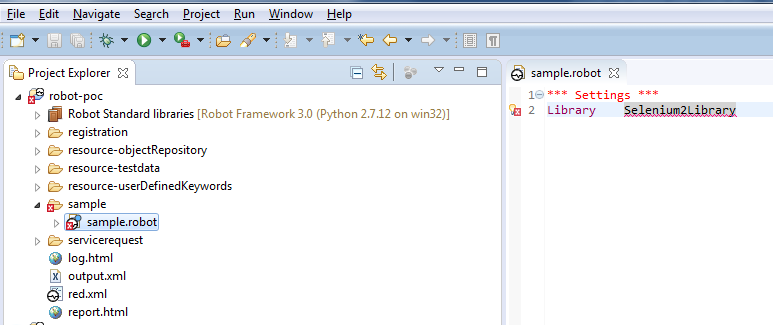 File Edit Navigate Search Project Run Window Help
Project Explorer
robot-poc
Robot Standard libraries [Robot Framework 3.0 (Python 2.7.12 on win32)]
registration
resource-objectRepository
resource-testdata
resource-userDefinedKeywords
sample
sample.robot
servicerequest
log.html
output.xml
red.xml
report.html
sample.robot
1 *** Settings ***
2 Library Selenium2Library